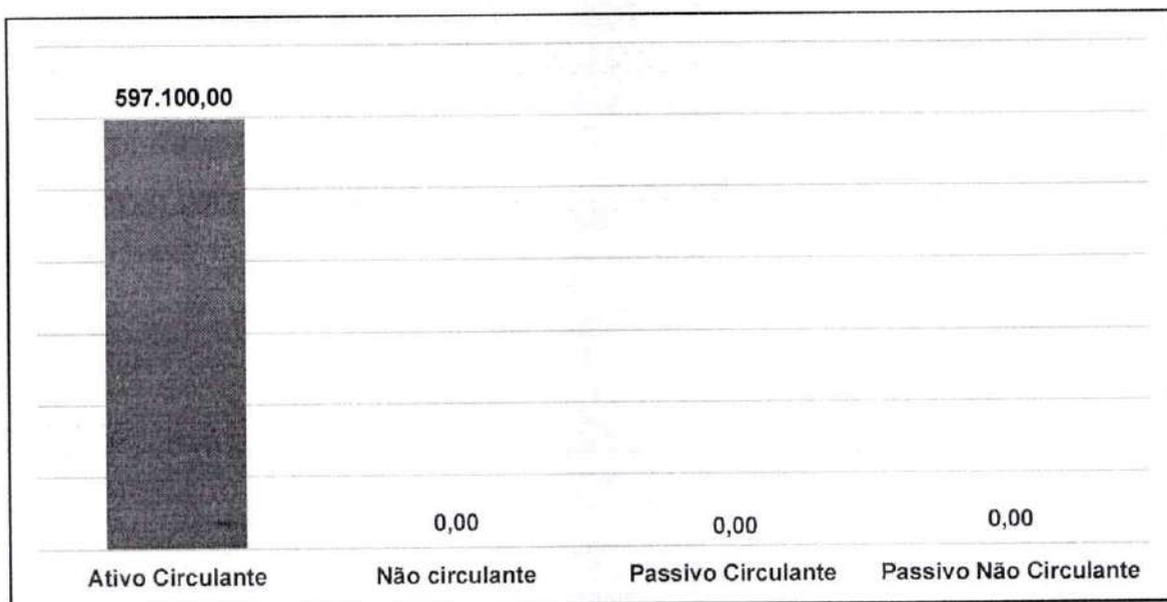 597.100,00
0,00
0,00
0,00
Ativo Circulante
Não circulante
Passivo Circulante
Passivo Não Circulante